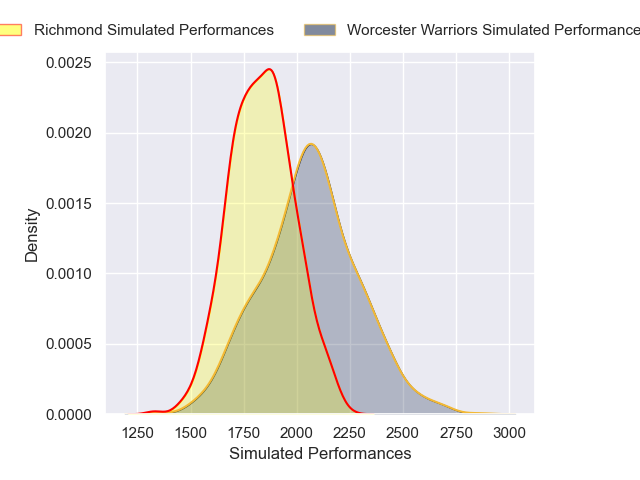 Richmond Simulated Performances
Worcester Warriors Simulated Performance
0.0025
0.0020
0.0015
0.0010
0.0005
0.0000
Density
1250 1500 1750 2000 2250 2500 2750 3000
Simulated Performances